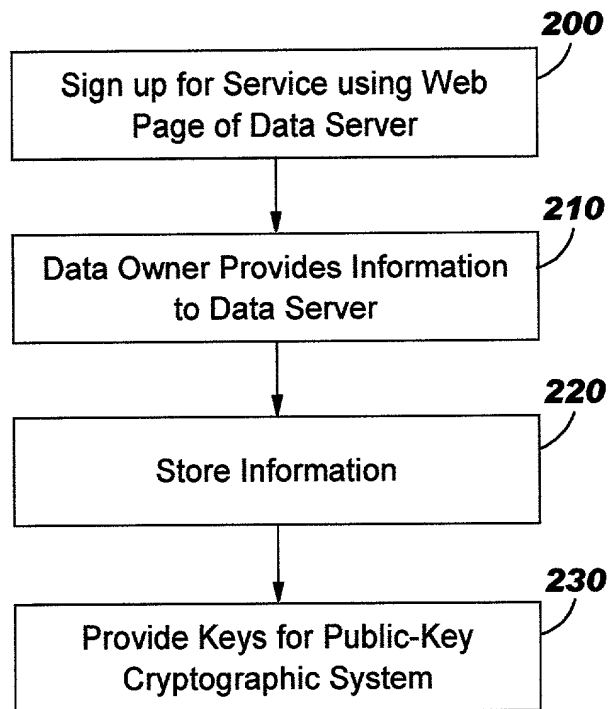 200
Sign up for Service using Web
Page of Data Server
210
Data Owner Provides Information
to Data Server
220
Store Information
230
Provide Keys for Public-Key
Cryptographic System